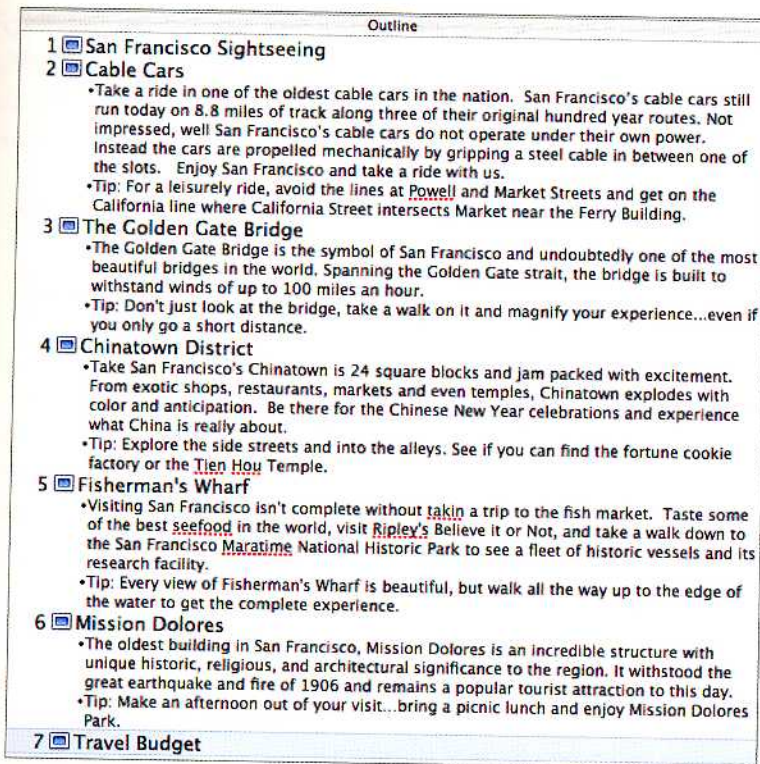 Outline
1 San Francisco Sightseeing
2 Cable Cars
•Take a ride in one of the oldest cable cars in the nation.  San Francisco's cable cars still
run today on 8.8 miles of track along three of their original hundred year routes. Not
impressed, well San Francisco's cable cars do not operate under their own power.
Instead the cars are propelled mechanically by gripping a steel cable in between one of
the slots.   Enjoy San Francisco and take a ride with us.
•Tip: For a leisurely ride, avoid the lines at Powell and Market Streets and get on the
California line where California Street intersects Market near the Ferry Building.
3 The Golden Gate Bridge
•The Golden Gate Bridge is the symbol of San Francisco and undoubtedly one of the most
beautiful bridges in the world. Spanning the Golden Gate strait, the bridge is built to
withstand winds of up to 100 miles an hour.
•Tip: Don't just look at the bridge, take a walk on it and magnify your experience...even if
you only go a short distance.
4 Chinatown District
•Take San Francisco's Chinatown is 24 square blocks and jam packed with excitement.
From exotic shops, restaurants, markets and even temples, Chinatown explodes with
color and anticipation.  Be there for the Chinese New Year celebrations and experience
what China is really about.
•Tip: Explore the side streets and into the alleys. See if you can find the fortune cookie
factory or the Tien Hou Temple.
5 Fisherman's Wharf
•Visiting San Francisco isn't complete without takin a trip to the fish market.  Taste some
of the best seefood in the world, visit Ripley's Believe it or Not, and take a walk down to
the San Francisco Maratime National Historic Park to see a fleet of historic vessels and its
research facility.
•Tip: Every view of Fisherman's Wharf is beautiful, but walk all the way up to the edge of
the water to get the complete experience.
6 Mission Dolores
•The oldest building in San Francisco, Mission Dolores is an incredible structure with
unique historic, religious, and architectural significance to the region. It withstood the
great earthquake and fire of 1906 and remains a popular tourist attraction to this day.
•Tip: Make an afternoon out of your visit...bring a picnic lunch and enjoy Mission Dolores
Park.
7 Travel Budget